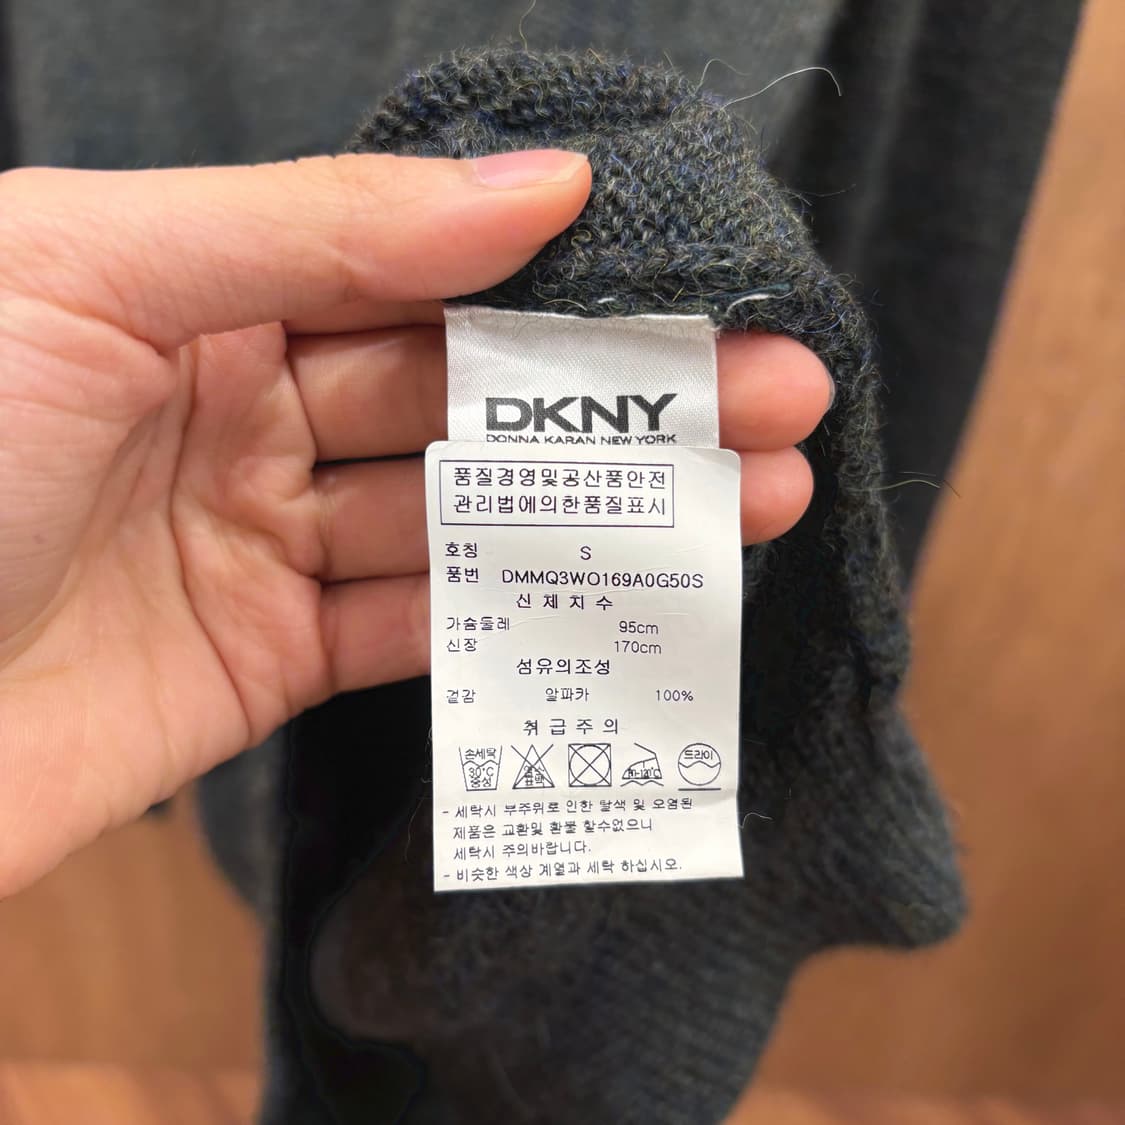 DKNY
DONNA KARAN NEW YORK
품질경영및공산품안전
관리법에의한품질표시
호칭 S
품번 DMMQ3WO169A0G50S
신체치수
가슴둘레 95cm
신장 170cm
섬유의조성
겉감 알파카 100%
취급주의
손세탁 드라이
30°C
중성
- 세탁시 부주위로 인한 탈색 및 오염된
제품은 교환및 환불 할수없으니
세탁시 주의바랍니다.
- 비슷한 색상 계열과 세탁 하십시오.